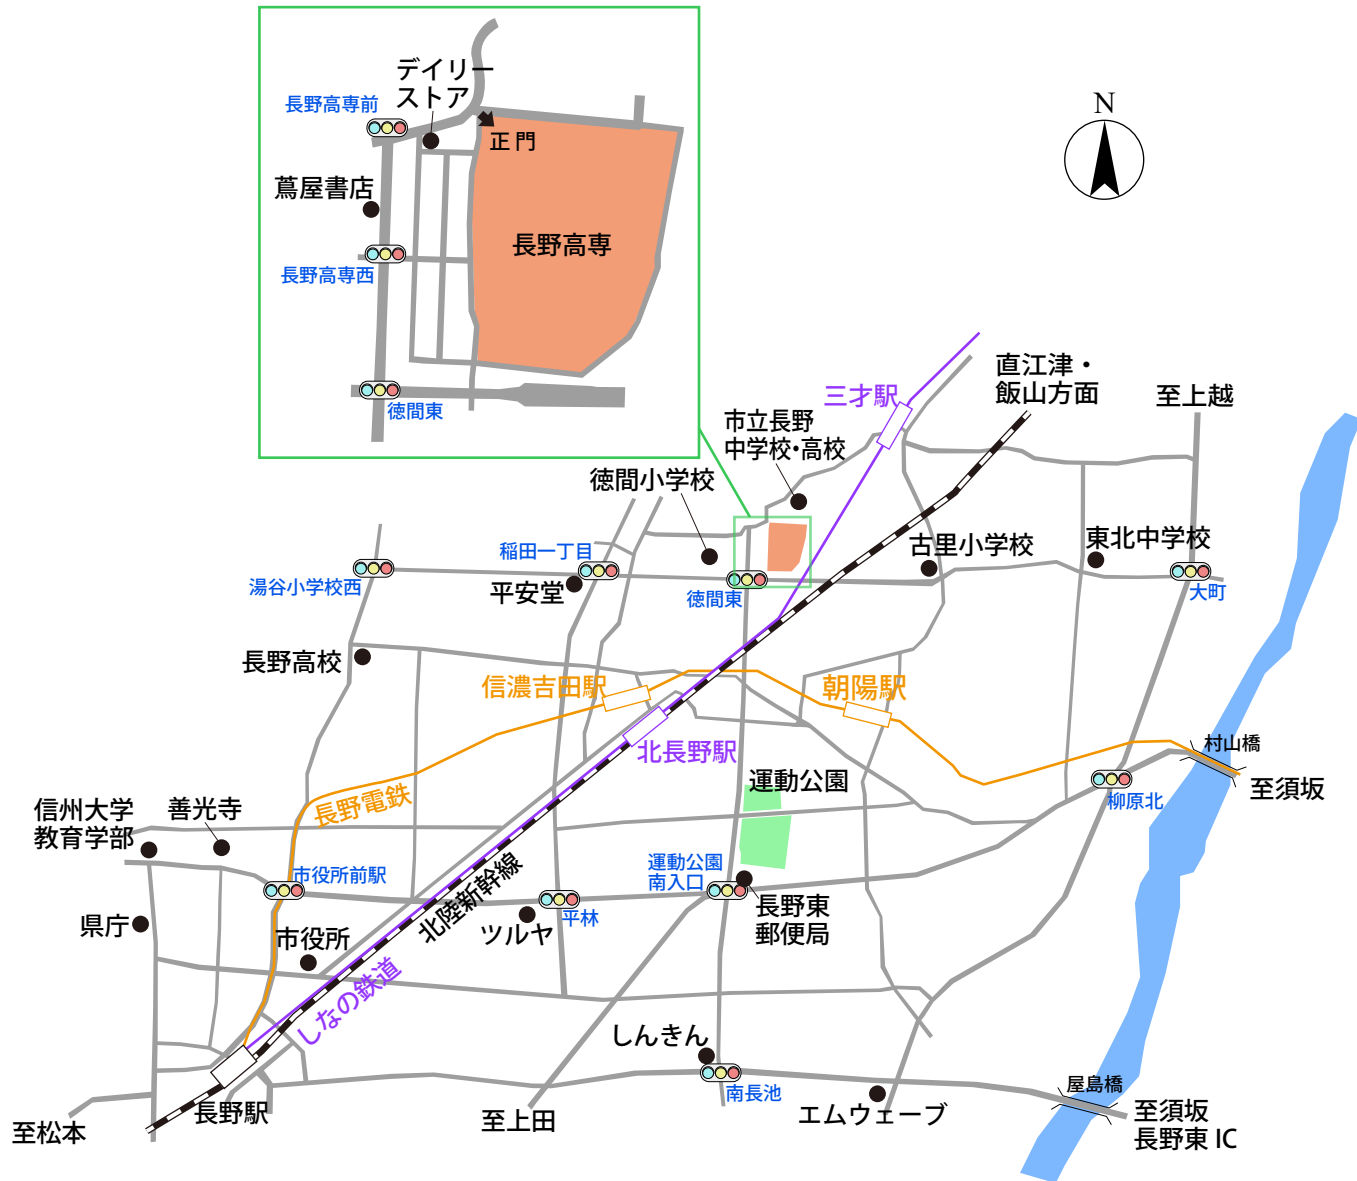 デイリー
ストア
長野高専前
正門
蔦屋書店
長野高専
長野高専西
徳間東
N
直江津・
飯山方面
至上越
三才駅
市立長野
中学校・高校
徳間小学校
稲田一丁目
平安堂
湯谷小学校西
徳間東
古里小学校
東北中学校
大町
長野高校
信濃吉田駅
朝陽駅
北長野駅
村山橋
至須坂
柳原北
運動公園
長野電鉄
信州大学
教育学部
善光寺
市役所前駅
運動公園
南入口
北陸新幹線
平林
ツルヤ
長野東
郵便局
県庁
市役所
しなの鉄道
しんきん
南長池
エムウェーブ
屋島橋
至須坂
長野東 IC
長野駅
至松本
至上田